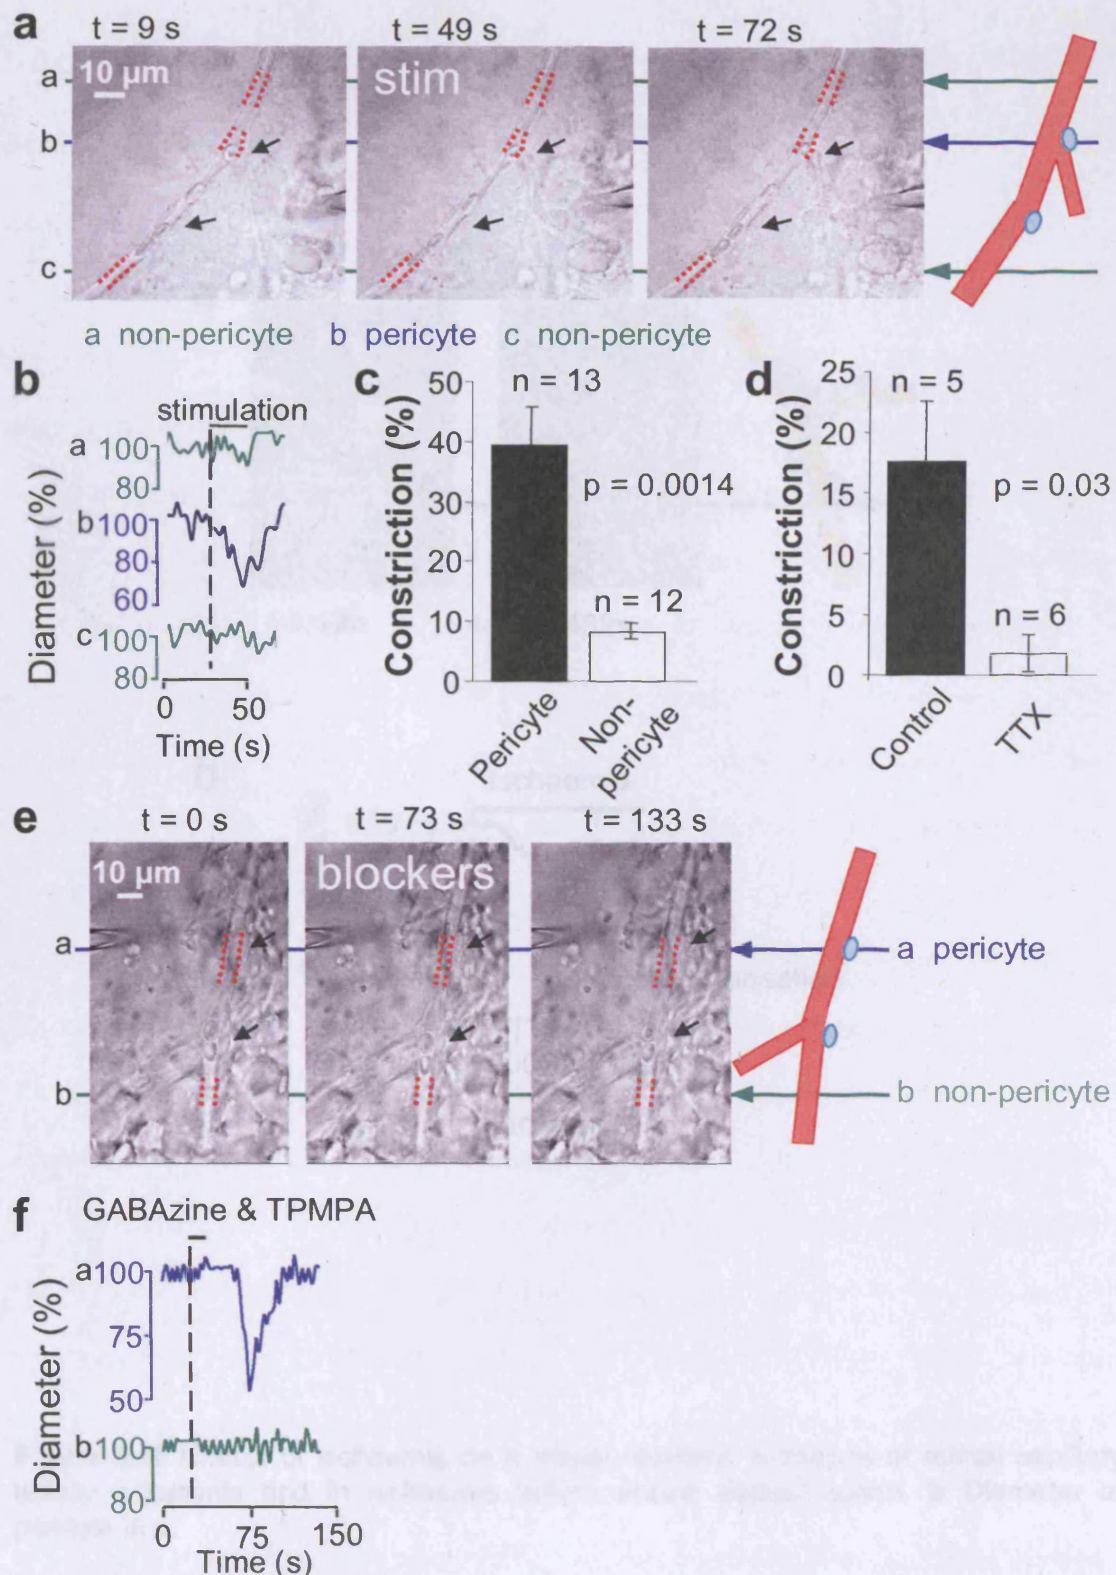 a
t = 9 s
t = 49 s
t = 72 s
10 µm
stim
a
b
c
a non-pericyte b pericyte c non-pericyte
b
stimulation
Diameter (%)
a
100
80
b
100
80
60
c
100
80
0
50
Time (s)
c
Constriction (%)
50
40
30
20
10
0
n = 13
p = 0.0014
n = 12
Pericyte
Non-
pericyte
d
Constriction (%)
25
20
15
10
5
0
n = 5
p = 0.03
n = 6
Control
TTX
e
t = 0 s
t = 73 s
t = 133 s
10 µm
blockers
a
b
a pericyte
b non-pericyte
f
GABAzine & TPMPA
Diameter (%)
a
100
75
50
b
100
80
0
75
150
Time (s)